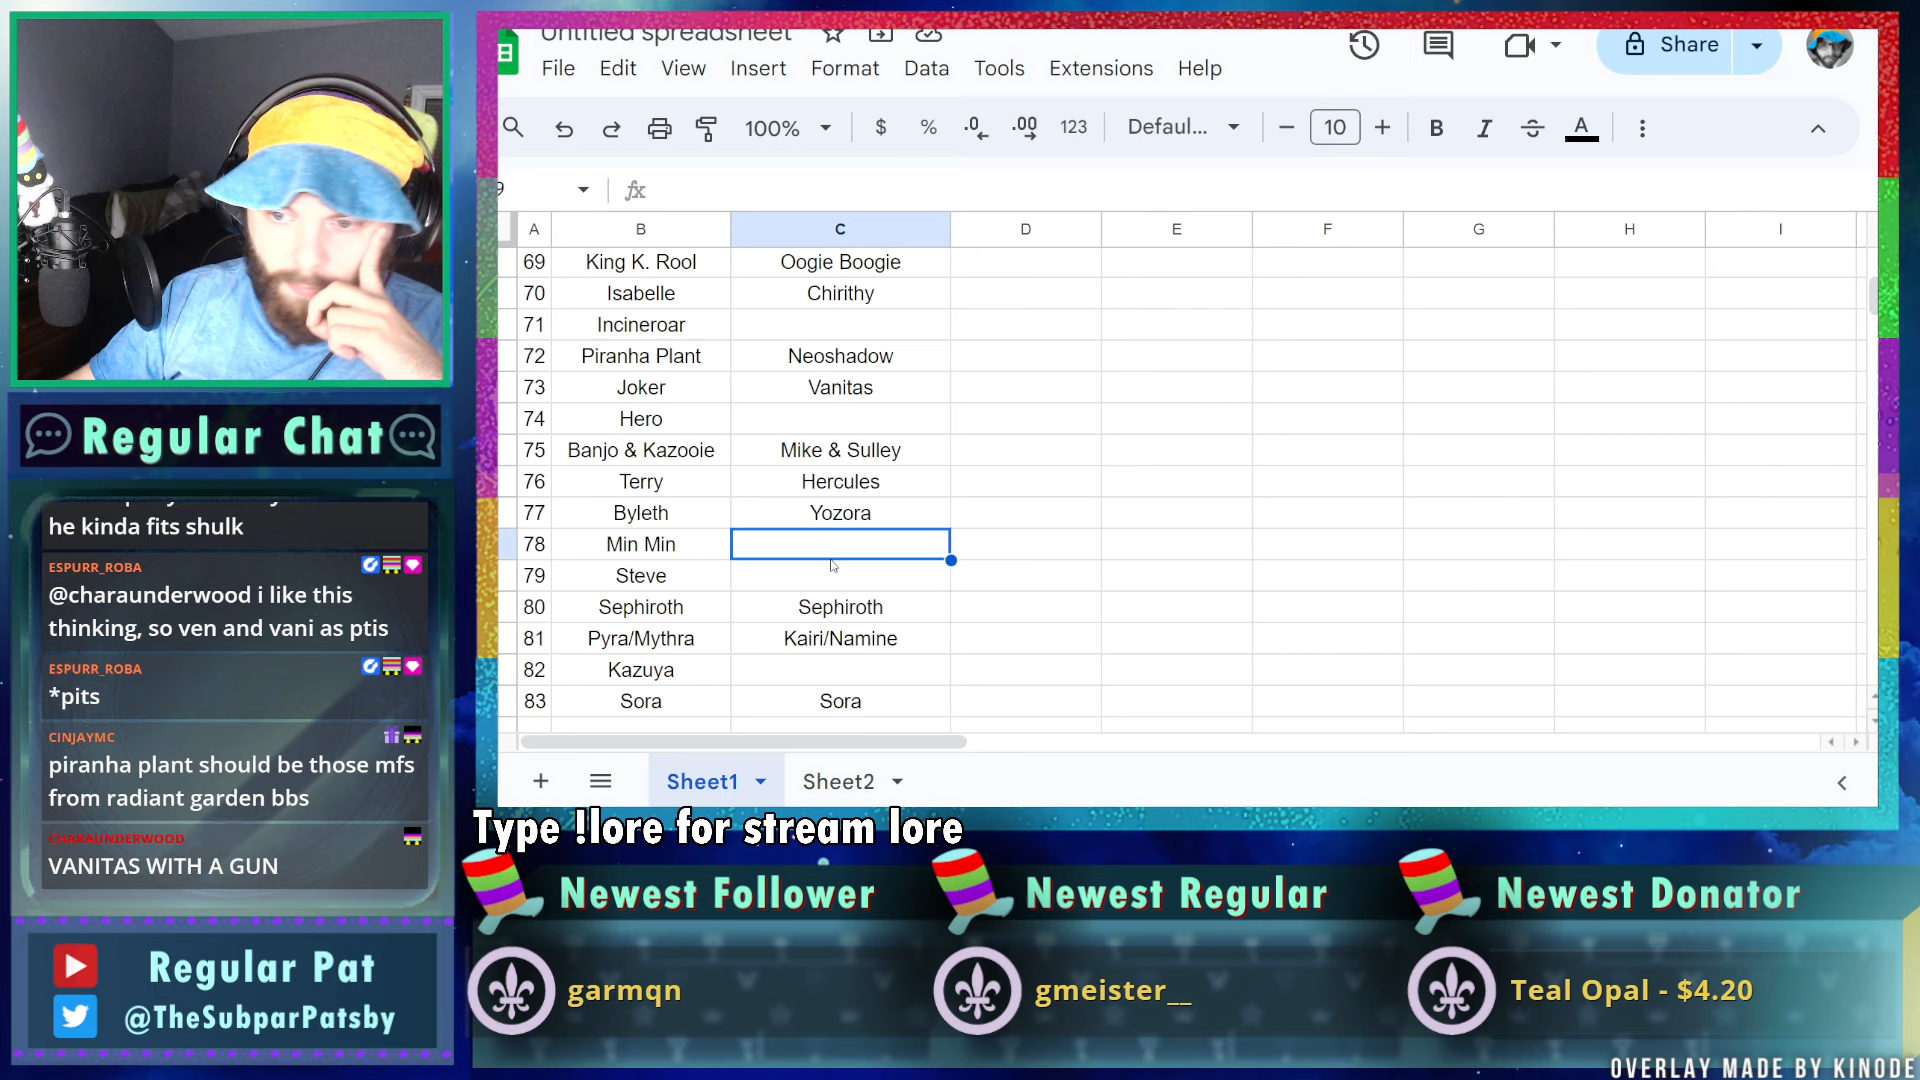 Untitled spreadsheet
Share
File Edit View Insert Format Data Tools Extensions Help
100% $ % .0 .00 123 Defaul... 10 B I S A
fx
A B C D E F G H I
69 King K. Rool Oogie Boogie
70 Isabelle Chirithy
71 Incineroar
72 Piranha Plant Neoshadow
73 Joker Vanitas
74 Hero
75 Banjo & Kazooie Mike & Sulley
76 Terry Hercules
77 Byleth Yozora
78 Min Min
79 Steve
80 Sephiroth Sephiroth
81 Pyra/Mythra Kairi/Namine
82 Kazuya
83 Sora Sora
Sheet1 Sheet2
Regular Chat
he kinda fits shulk
ESPURR_ROBA
@charaunderwood i like this
thinking, so ven and vani as ptis
ESPURR_ROBA
*pits
CINJAYMC
piranha plant should be those mfs
from radiant garden bbs
CHARAUNDERWOOD
VANITAS WITH A GUN
Regular Pat
@TheSubparPatsby
Type !lore for stream lore
Newest Follower
garmqn
Newest Regular
gmeister__
Newest Donator
Teal Opal - $4.20
OVERLAY MADE BY KINODE